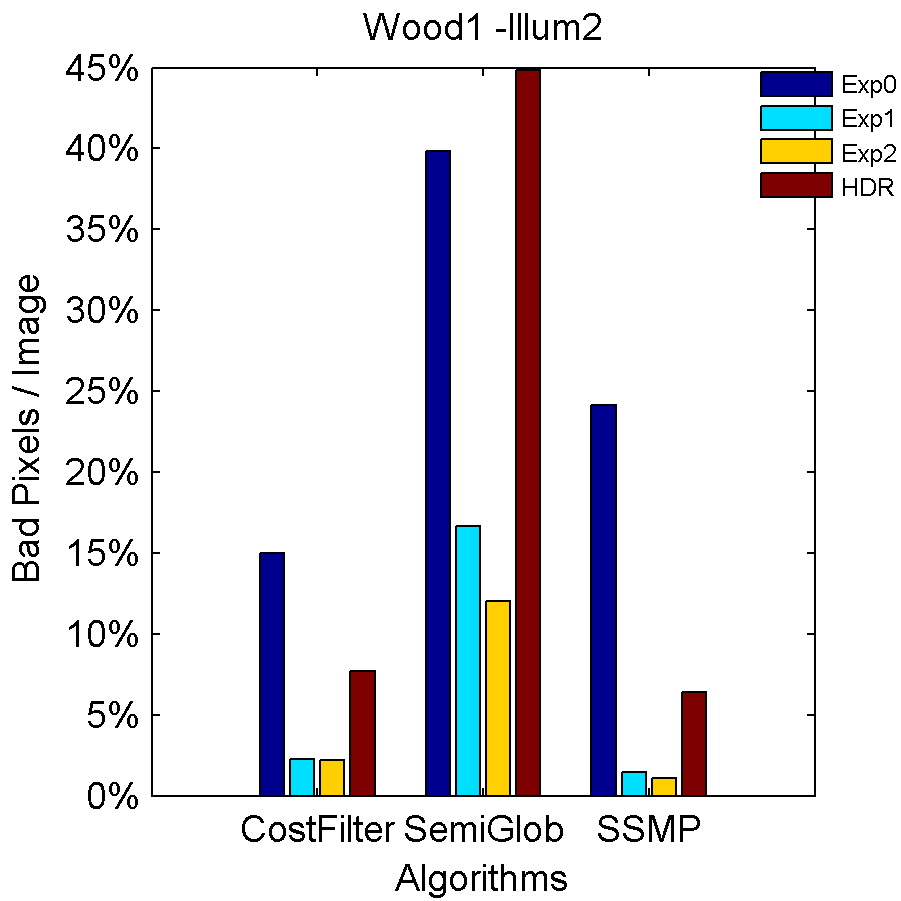 Wood1 -Illum2
45%
40%
35%
30%
25%
20%
15%
10%
5%
0%
Bad Pixels / Image
Exp0
Exp1
Exp2
HDR
CostFilter SemiGlob SSMP
Algorithms